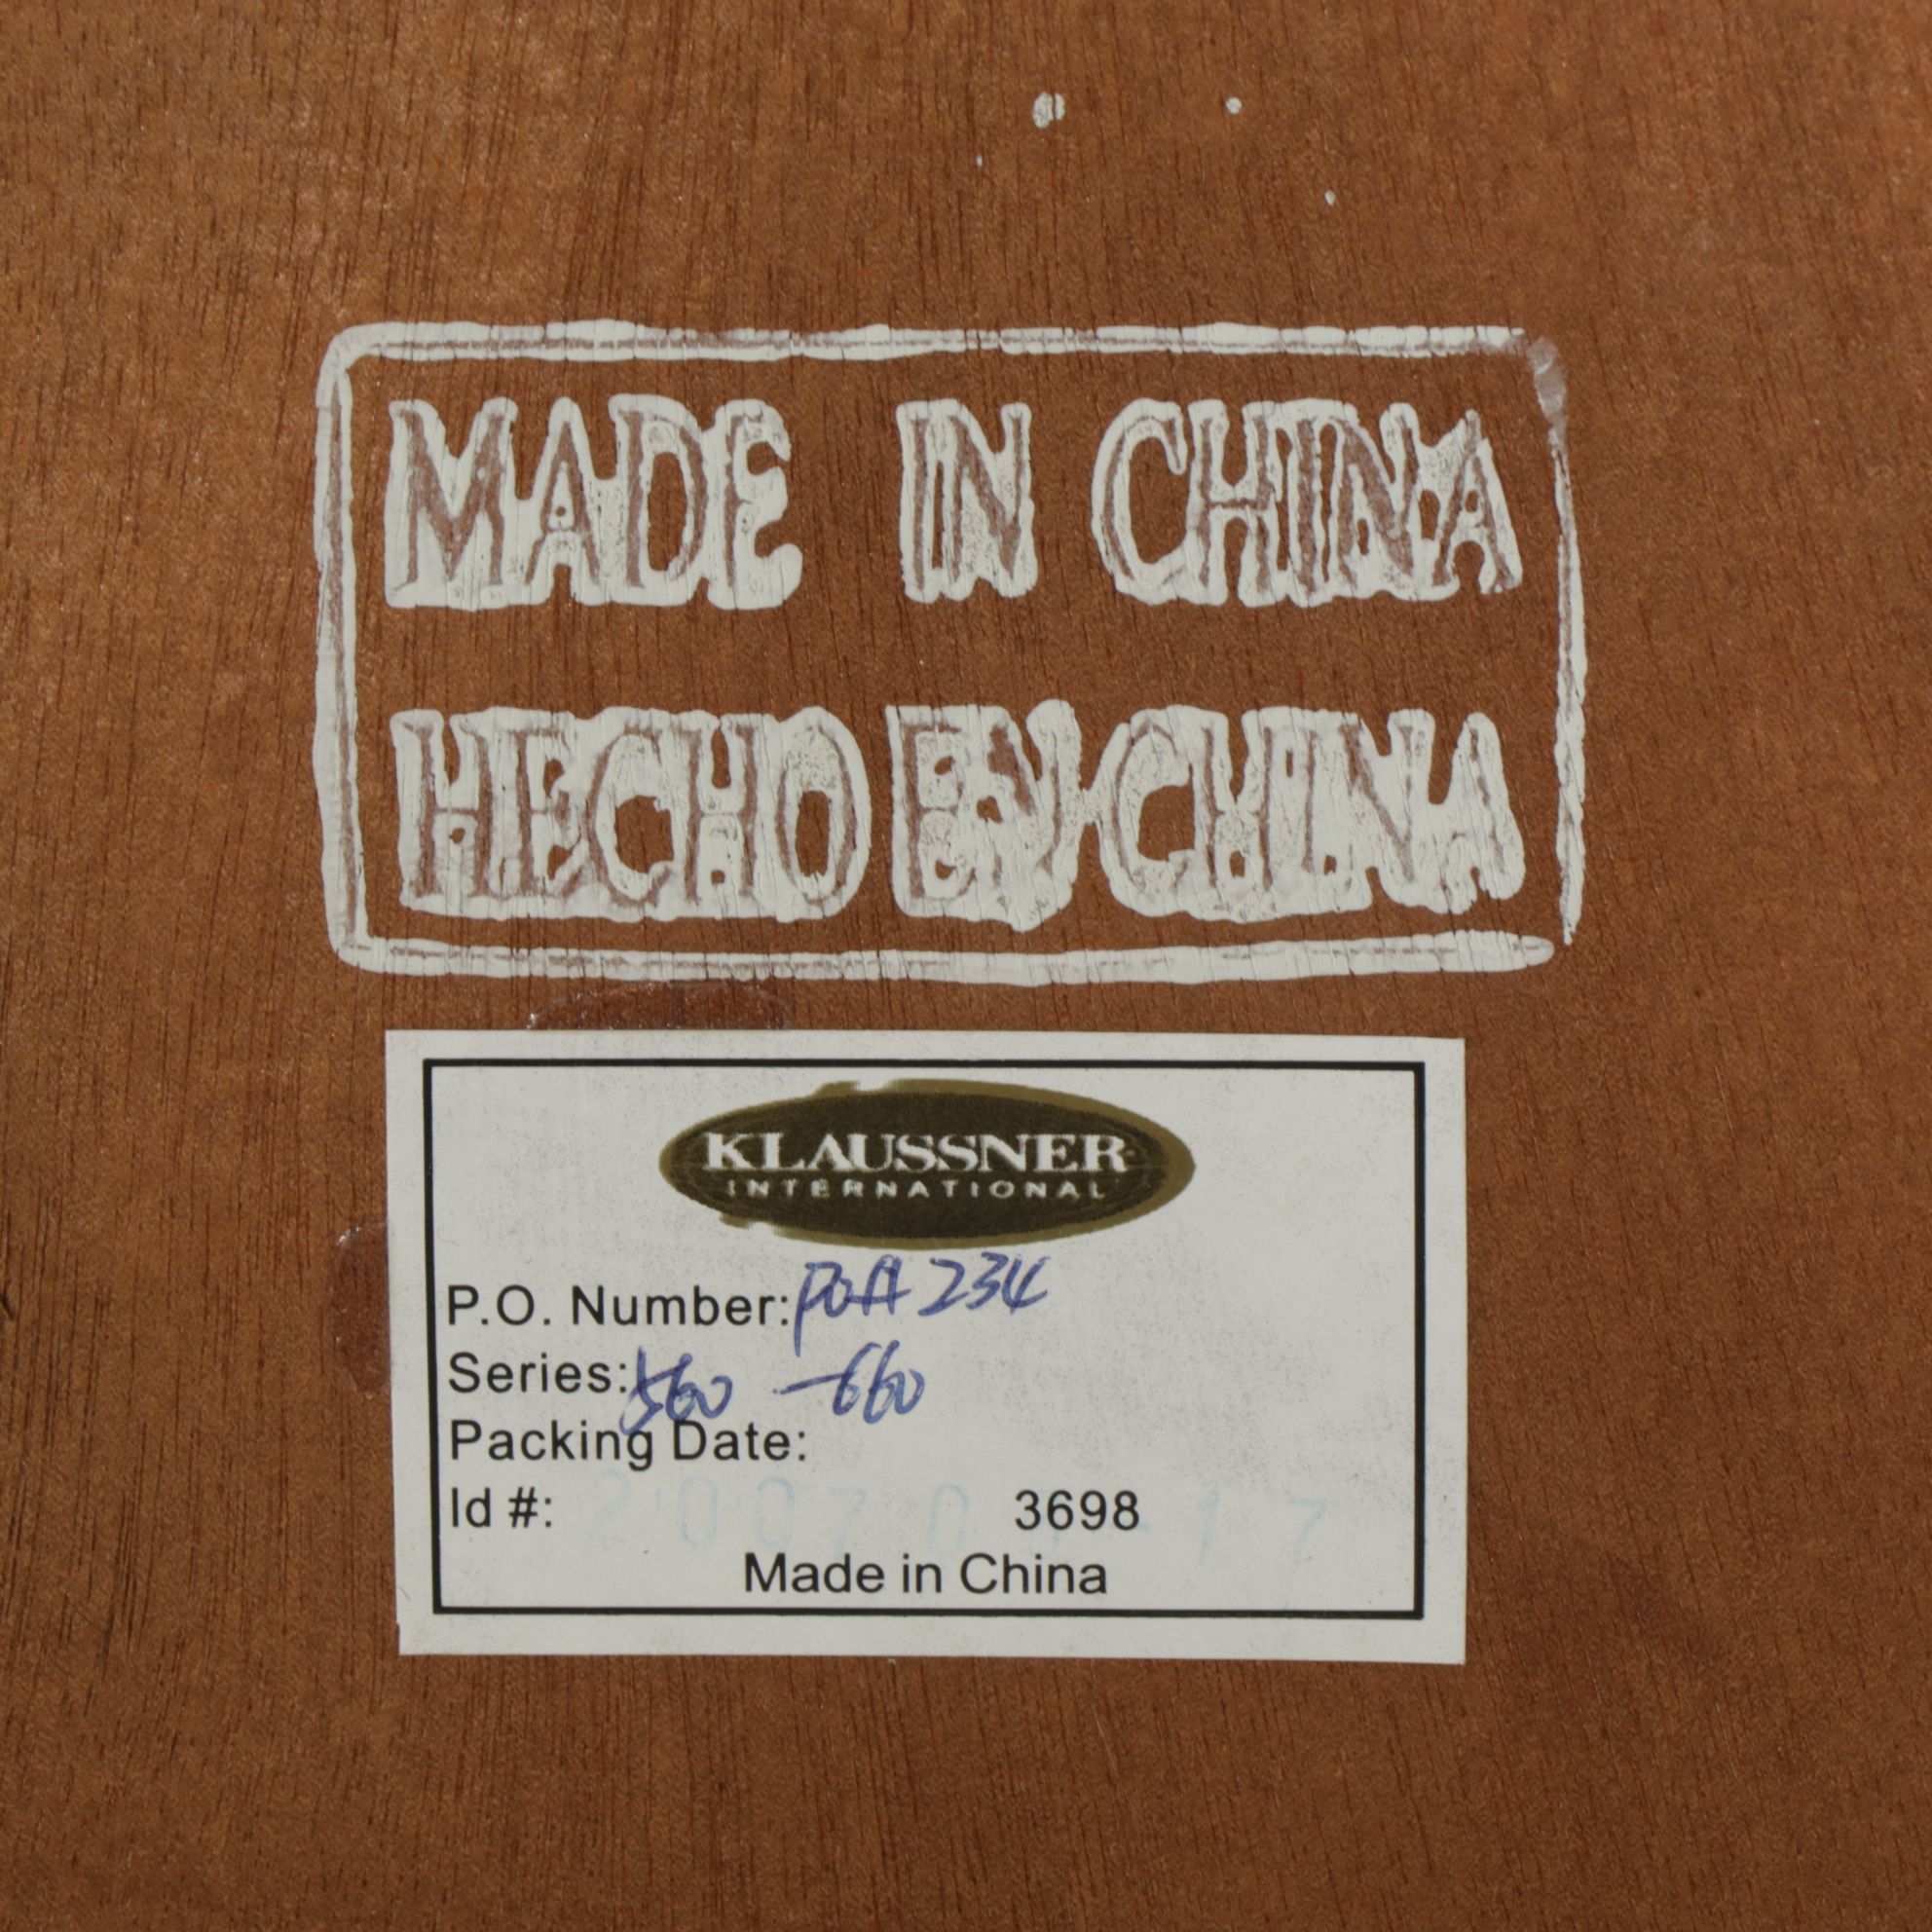 MADE IN CHINA
HECHO EN CHINA
KLAUSSNER
INTERNATIONAL
P.O. Number: POA 234
Series: 560 -660
Packing Date:
Id #: 3698
Made in China